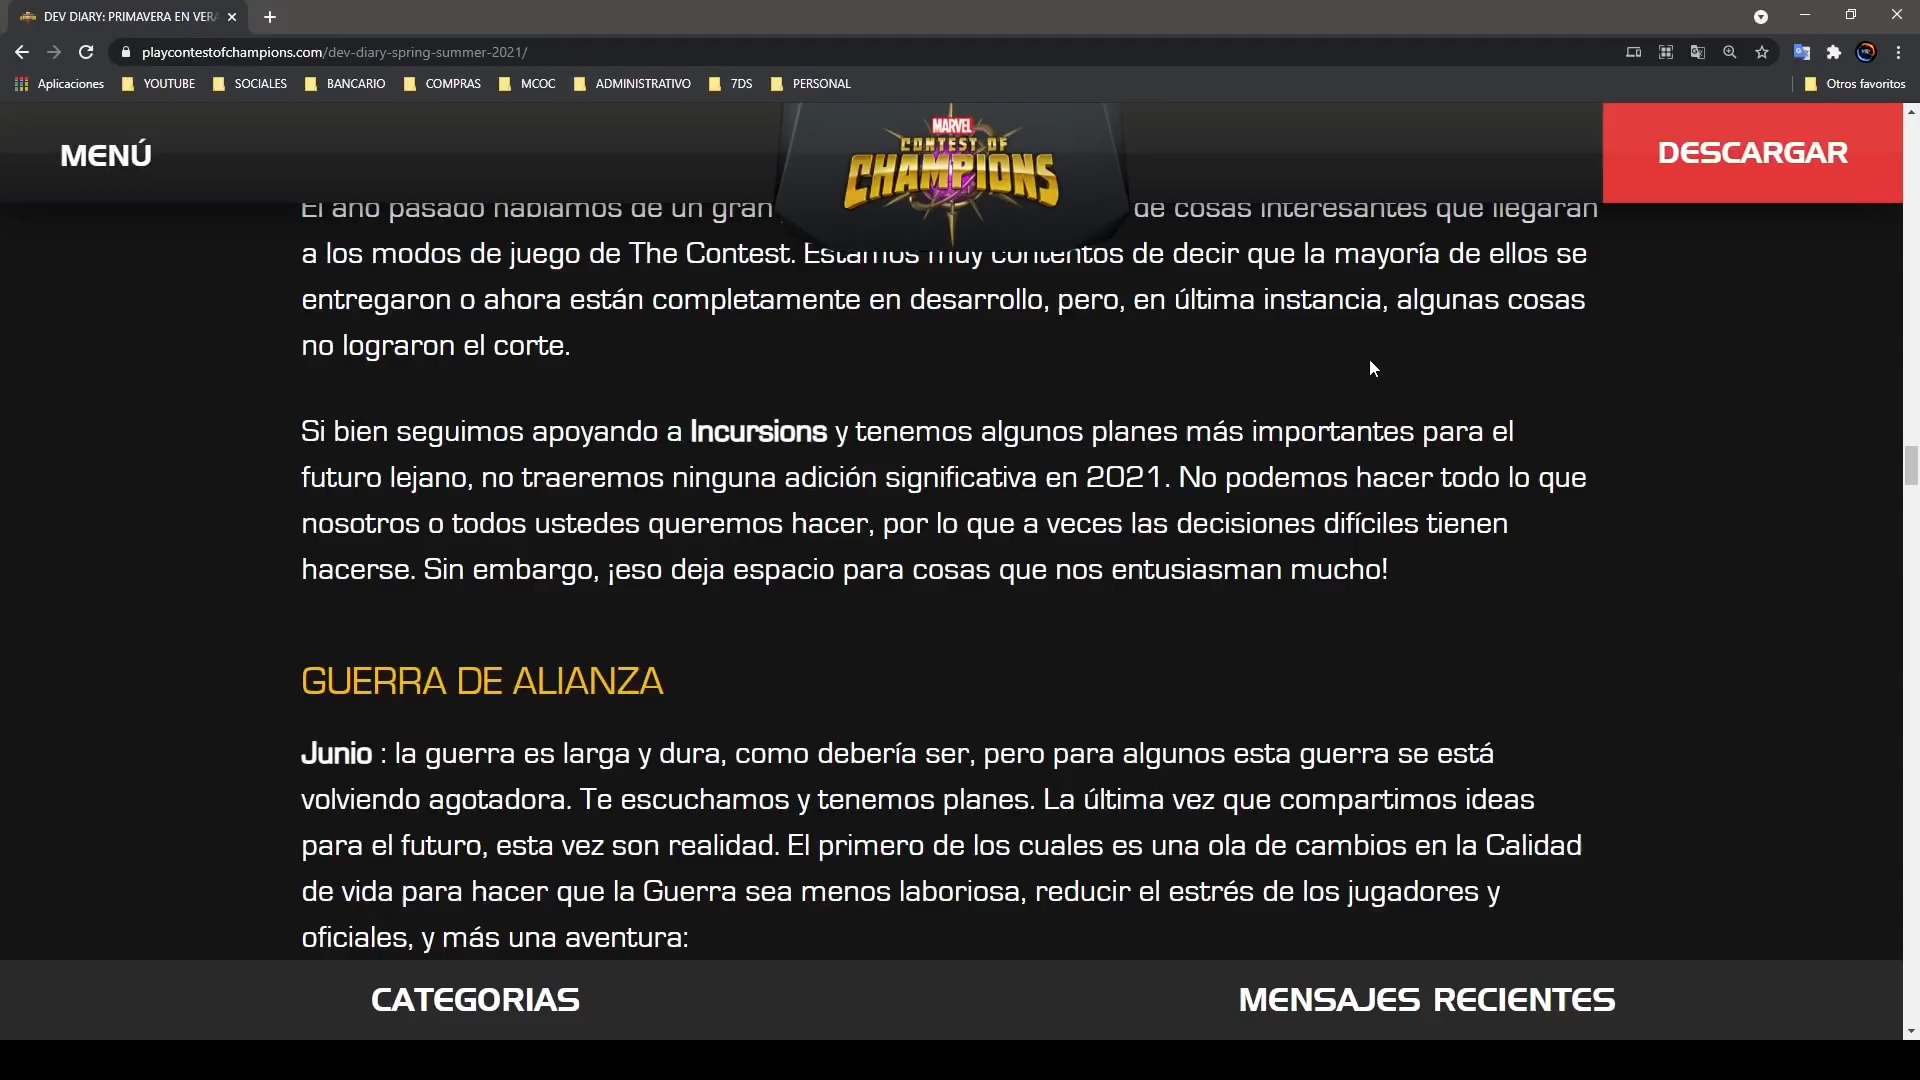 DEV DIARY: PRIMAVERA EN VER
playcontestofchampions.com/dev-diary-spring-summer-2021/
Aplicaciones YOUTUBE SOCIALES BANCARIO COMPRAS MCOC ADMINISTRATIVO 7DS PERSONAL Otros favoritos
MENÚ
MARVEL
CONTEST OF
CHAMPIONS
DESCARGAR
El año pasado hablamos de un gran de cosas interesantes que llegarán
a los modos de juego de The Contest. Estamos muy contentos de decir que la mayoría de ellos se
entregaron o ahora están completamente en desarrollo, pero, en última instancia, algunas cosas
no lograron el corte.
Si bien seguimos apoyando a Incursions y tenemos algunos planes más importantes para el
futuro lejano, no traeremos ninguna adición significativa en 2021. No podemos hacer todo lo que
nosotros o todos ustedes queremos hacer, por lo que a veces las decisiones difíciles tienen
hacerse. Sin embargo, ¡eso deja espacio para cosas que nos entusiasman mucho!
GUERRA DE ALIANZA
Junio : la guerra es larga y dura, como debería ser, pero para algunos esta guerra se está
volviendo agotadora. Te escuchamos y tenemos planes. La última vez que compartimos ideas
para el futuro, esta vez son realidad. El primero de los cuales es una ola de cambios en la Calidad
de vida para hacer que la Guerra sea menos laboriosa, reducir el estrés de los jugadores y
oficiales, y más una aventura:
CATEGORIAS
MENSAJES RECIENTES